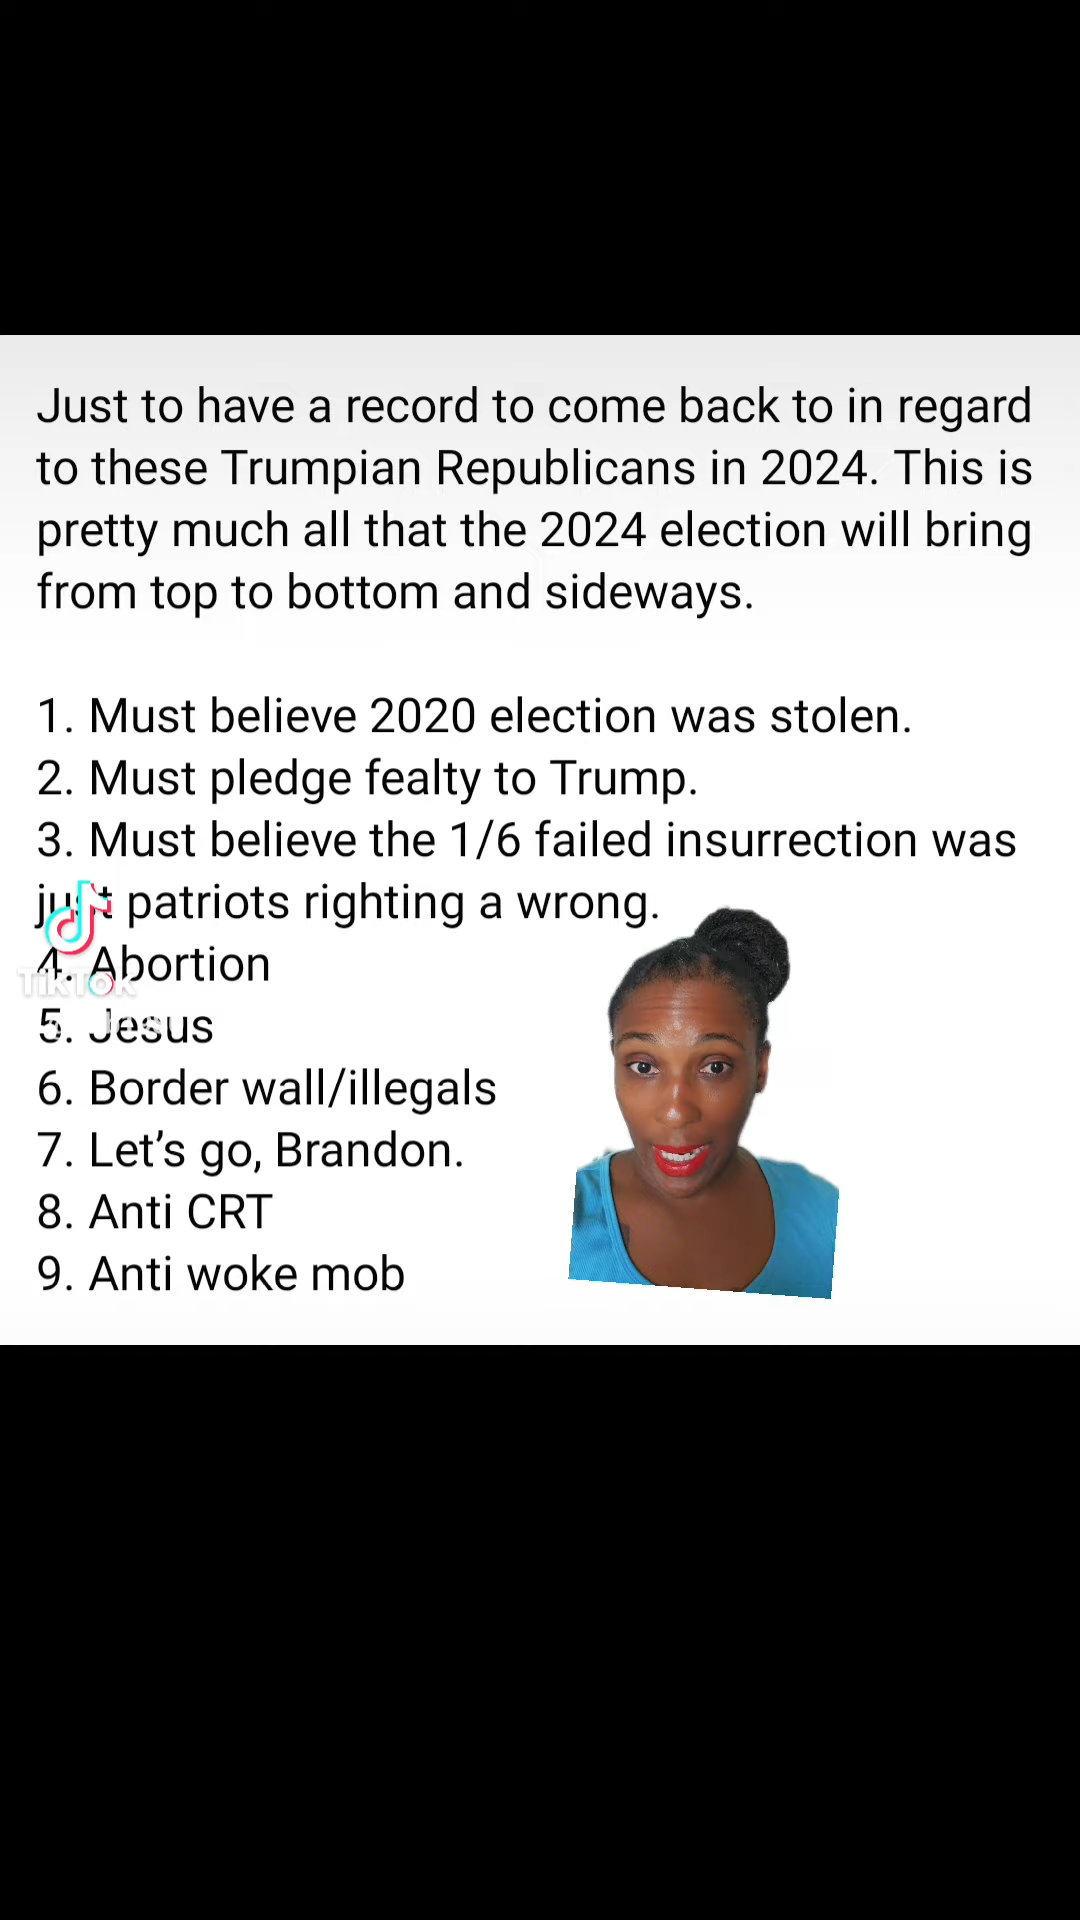 Just to have a record to come back to in regard
to these Trumpian Republicans in 2024. This is
pretty much all that the 2024 election will bring
from top to bottom and sideways.
1. Must believe 2020 election was stolen.
2. Must pledge fealty to Trump.
3. Must believe the 1/6 failed insurrection was
just patriots righting a wrong.
4. Abortion
TikTok
5. Jesus
6. Border wall/illegals
7. Let’s go, Brandon.
8. Anti CRT
9. Anti woke mob